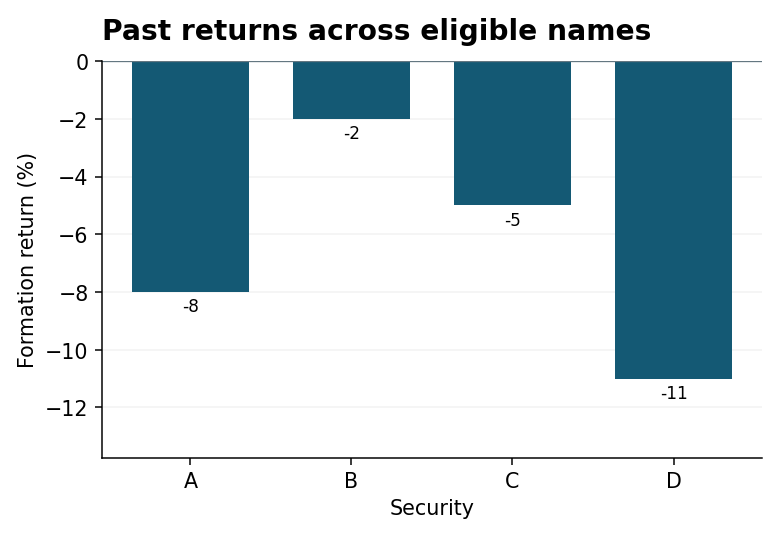 Past returns across eligible names
Formation return (%)
0
−2
−4
−6
−8
−10
−12
-8
-2
-5
-11
A
B
C
D
Security